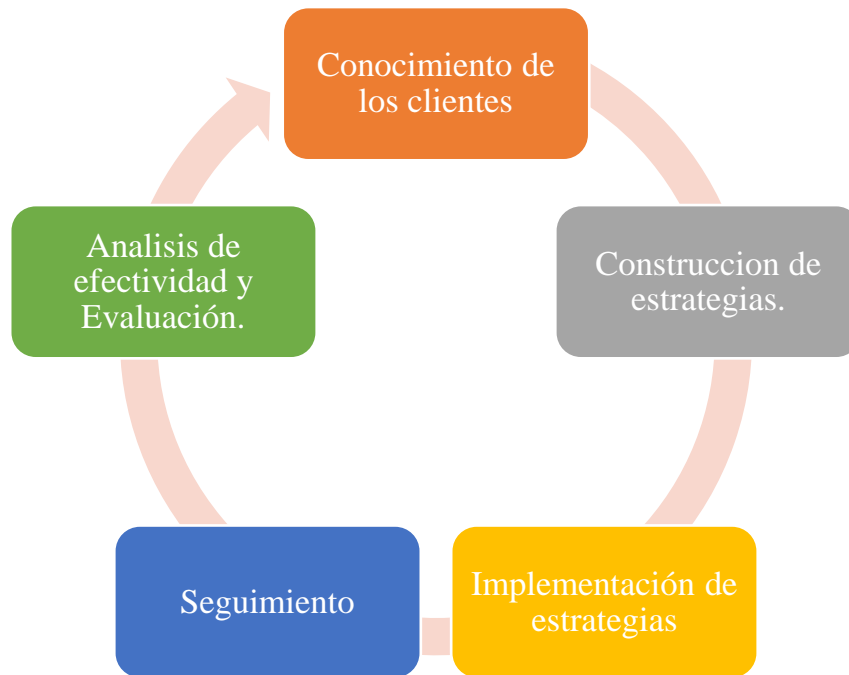 Conocimiento de
los clientes
Construccion de
estrategias.
Implementación de
estrategias
Seguimiento
Analisis de
efectividad y
Evaluación.